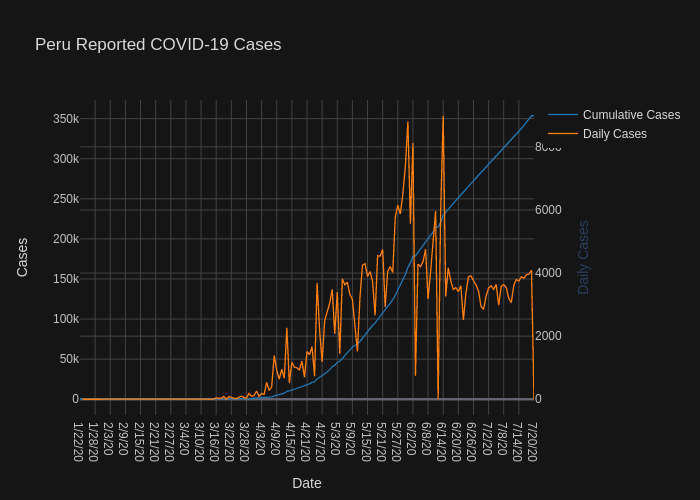 Peru Reported COVID-19 Cases
Cumulative Cases
Daily Cases
350k
300k
250k
200k
150k
100k
50k
0
8000
6000
4000
2000
0
Cases
Daily Cases
1/22/20
1/28/20
2/3/20
2/9/20
2/15/20
2/21/20
2/27/20
3/4/20
3/10/20
3/16/20
3/22/20
3/28/20
4/3/20
4/9/20
4/15/20
4/21/20
4/27/20
5/3/20
5/9/20
5/15/20
5/21/20
5/27/20
6/2/20
6/8/20
6/14/20
6/20/20
6/26/20
7/2/20
7/8/20
7/14/20
7/20/20
Date